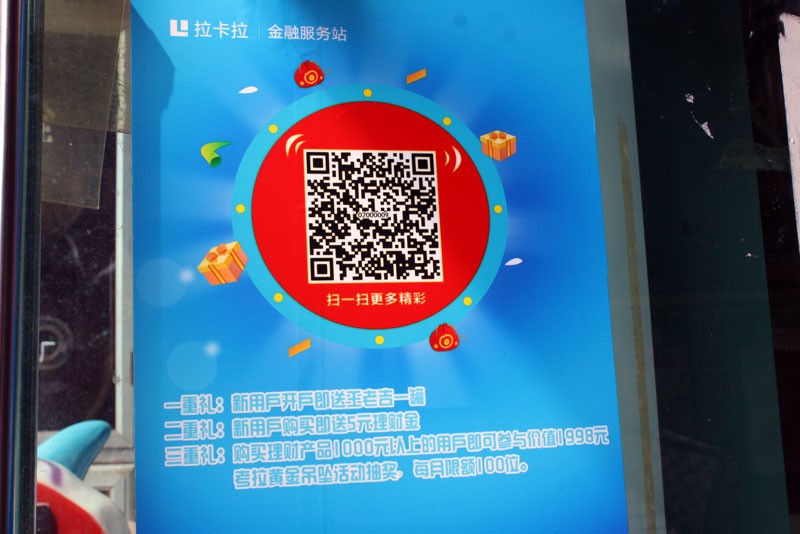 拉卡拉 金融服务站
07000009
扫一扫更多精彩
一重礼：新用户开户即送王老吉一罐
二重礼：新用户购买即送5元理财金
三重礼：购买理财产品1000元以上的用户即可参与价值1998元
考拉黄金吊坠活动抽奖，每月限额100位。